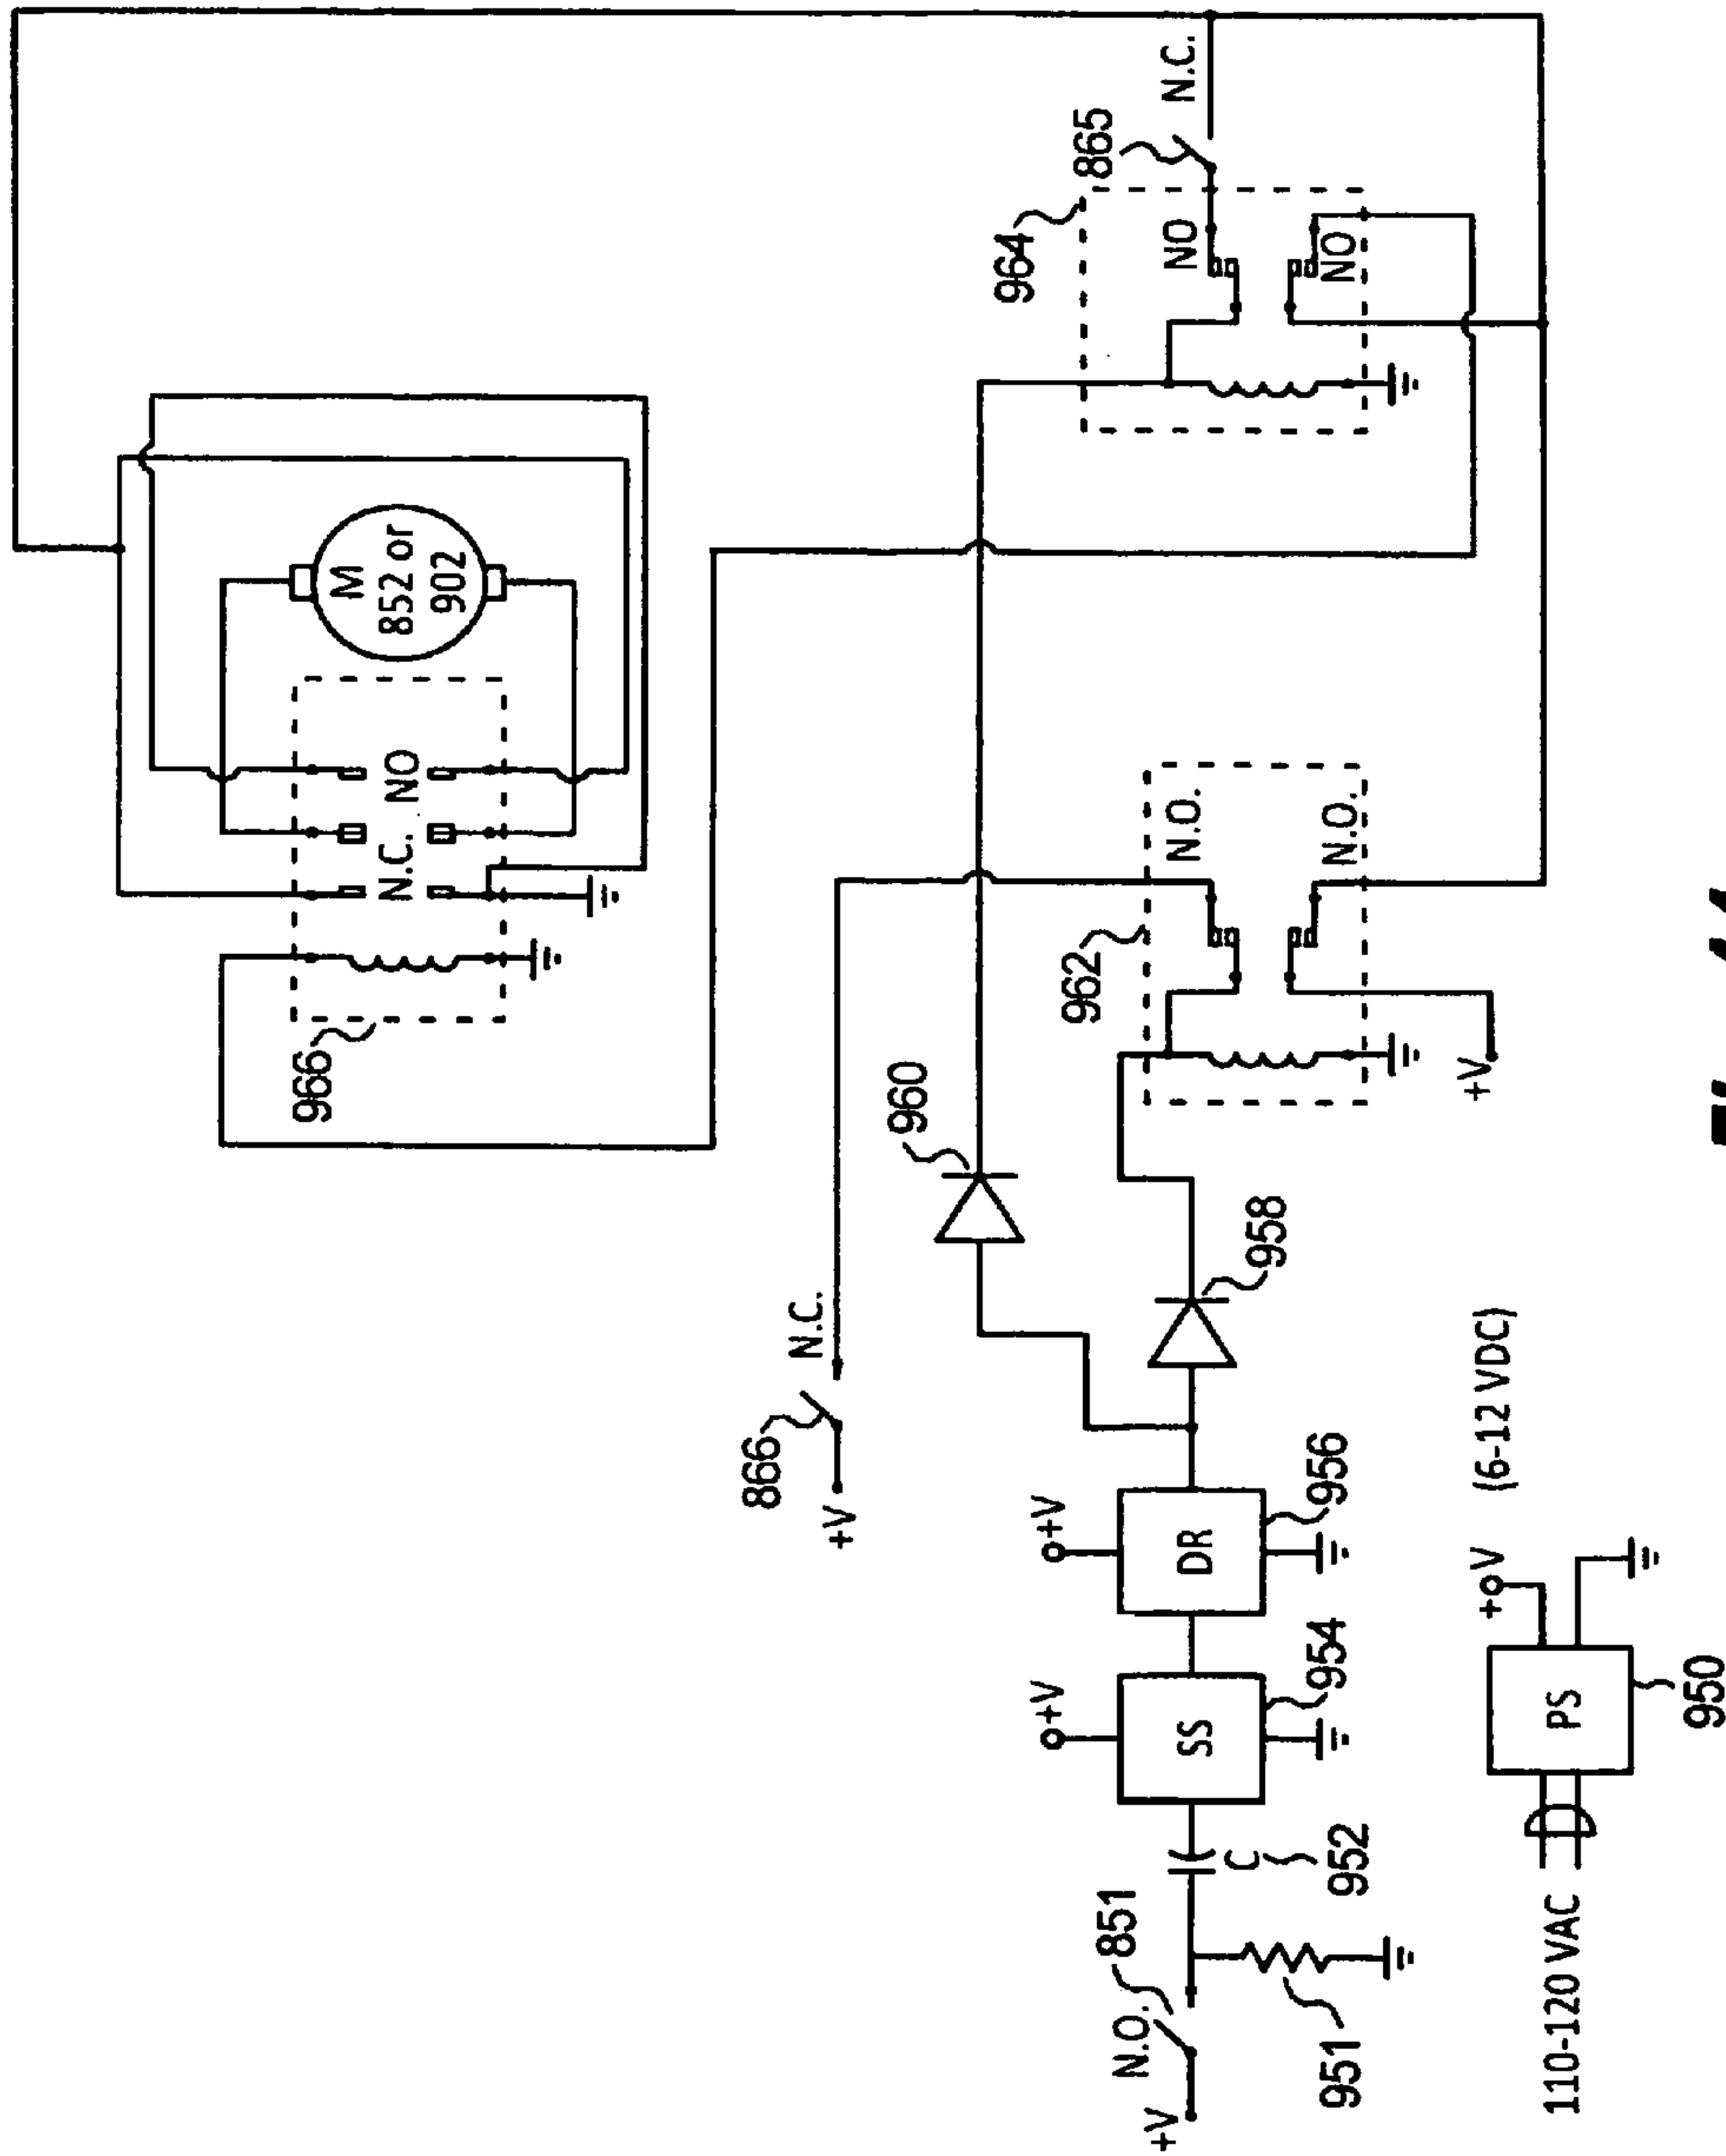 M
852 or
902
N.C.
NO
966
N.C.
865
964
NO
NO
N.O.
N.O.
962
+V
960
958
N.C.
866
+V
+V
DR
956
+V
SS
954
C
952
851
N.O.
+V
951
(6-12 VDC)
+V
PS
950
110-120 VAC